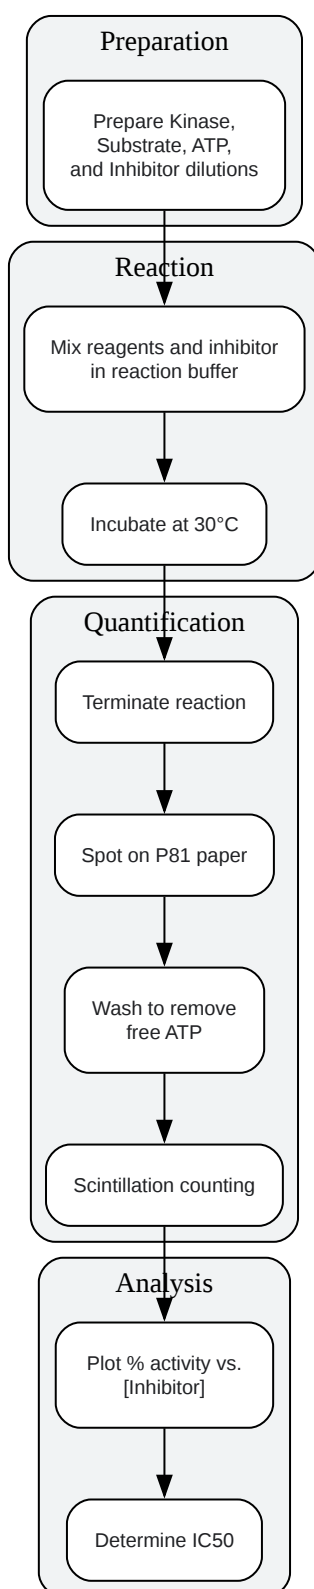 Preparation
Prepare Kinase,
Substrate, ATP,
and Inhibitor dilutions
Reaction
Mix reagents and inhibitor
in reaction buffer
Incubate at 30°C
Quantification
Terminate reaction
Spot on P81 paper
Wash to remove
free ATP
Scintillation counting
Analysis
Plot % activity vs.
[Inhibitor]
Determine IC50